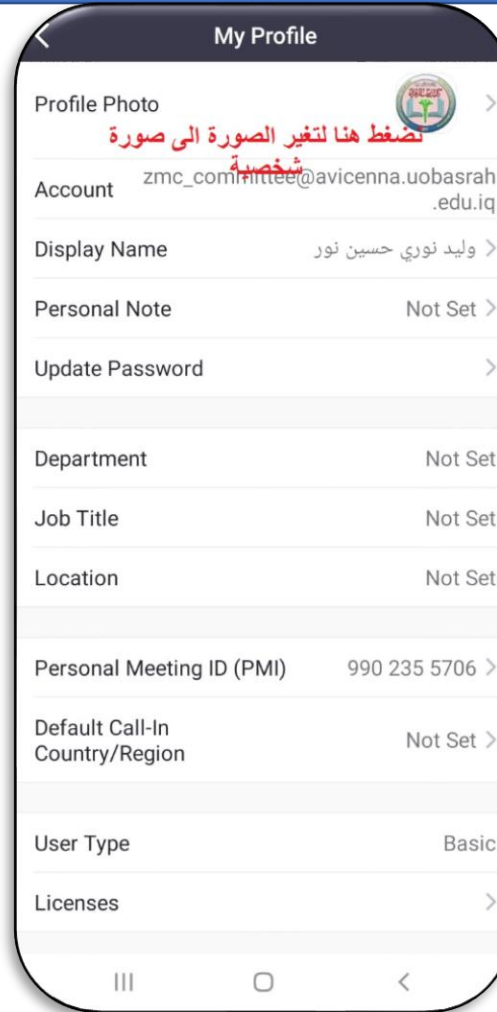 My Profile
Profile Photo
نضغط هنا لتغير الصورة الى صورة
شخصية
Account
zmc_committee@avicenna.uobasrah
.edu.iq
Display Name وليد نوري حسين نور
Personal Note Not Set
Update Password
Department Not Set
Job Title Not Set
Location Not Set
Personal Meeting ID (PMI) 990 235 5706
Default Call-In
Country/Region Not Set
User Type Basic
Licenses